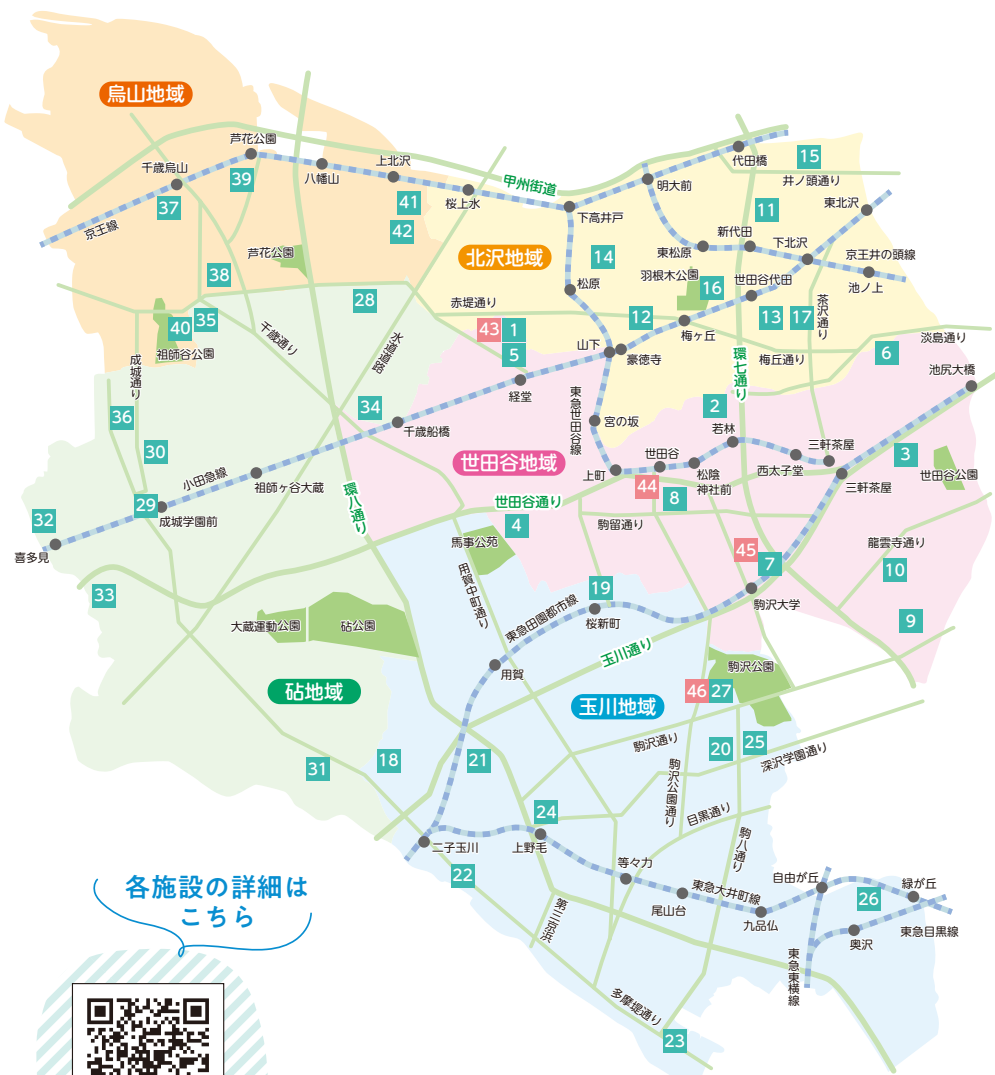 烏山地域
芦花公園
千歳烏山
39
八幡山
上北沢
37
京王線
41
42
桜上水
甲州街道
代田橋
15
井ノ頭通り
明大前
東北沢
下高井戸
11
新代田
下北沢
東松原
京王井の頭線
池ノ上
北沢地域
14
松原
羽根木公園
16
世田谷代田
芦花公園
38
28
赤堤通り
43
1
5
12
梅ヶ丘
13
17
茶沢通り
40
35
祖師谷公園
千歳通り
水道道路
成城通り
山下
豪徳寺
環七通り
梅丘通り
6
淡島通り
池尻大橋
経堂
東急世田谷線
36
34
千歳船橋
宮の坂
2
若林
30
世田谷地域
上町
世田谷
松陰
神社前
西太子堂
三軒茶屋
三軒茶屋
3
世田谷公園
小田急線
祖師ヶ谷大蔵
環八通り
29
成城学園前
世田谷通り
44
8
32
喜多見
4
駒留通り
馬事公苑
龍雲寺通り
10
45
7
用賀中町通り
33
19
桜新町
駒沢大学
9
大蔵運動公園
砧公園
東急田園都市線
玉川通り
用賀
駒沢公園
砧地域
玉川地域
46
27
駒沢通り
20
25
深沢学園通り
18
21
31
駒沢公園通り
目黒通り
24
駒八通り
二子玉川
上野毛
22
等々力
自由が丘
緑が丘
26
尾山台
東急大井町線
九品仏
東急目黒線
奥沢
第三京浜
東急東横線
多摩堤通り
23
各施設の詳細は
こちら